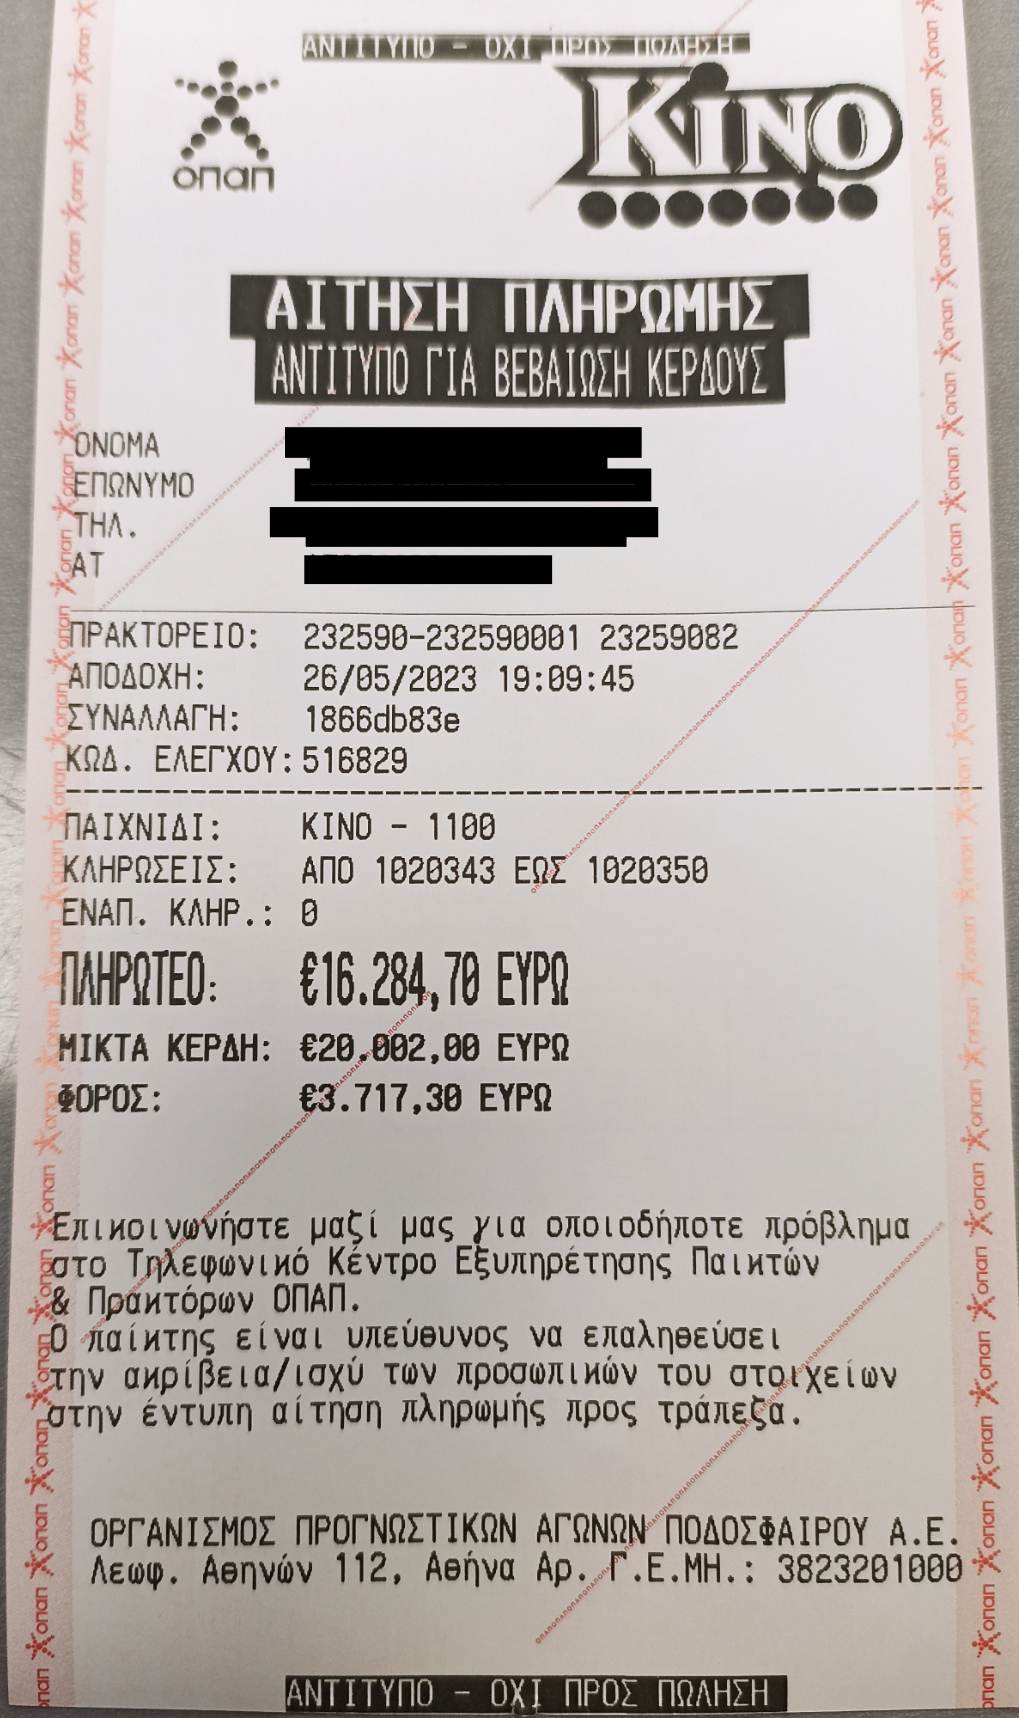 ΑΝΤΙΤΥΠΟ - ΟΧΙ ΠΡΟΣ ΠΩΛΗΣΗ
οπαπ
ΚΙΝΟ
ΑΙΤΗΣΗ ΠΛΗΡΩΜΗΣ
ΑΝΤΙΤΥΠΟ ΓΙΑ ΒΕΒΑΙΩΣΗ ΚΕΡΔΟΥΣ
ΟΝΟΜΑ
ΕΠΩΝΥΜΟ
ΤΗΛ.
ΑΤ
ΠΡΑΚΤΟΡΕΙΟ: 232590-232590001 23259082
ΑΠΟΔΟΧΗ: 26/05/2023 19:09:45
ΣΥΝΑΛΛΑΓΗ: 1866db83e
ΚΩΔ. ΕΛΕΓΧΟΥ: 516829
ΠΑΙΧΝΙΔΙ: ΚΙΝΟ - 1100
ΚΛΗΡΩΣΕΙΣ: ΑΠΟ 1020343 ΕΩΣ 1020350
ΕΝΑΠ. ΚΛΗΡ.: 0
ΠΛΗΡΩΤΕΟ: €16.284,70 ΕΥΡΩ
ΜΙΚΤΑ ΚΕΡΔΗ: €20.002,00 ΕΥΡΩ
ΦΟΡΟΣ: €3.717,30 ΕΥΡΩ
Επικοινωνήστε μαζί μας για οποιοδήποτε πρόβλημα
στο Τηλεφωνικό Κέντρο Εξυπηρέτησης Παικτών
& Πρακτόρων ΟΠΑΠ.
Ο παίκτης είναι υπεύθυνος να επαληθεύσει
την ακρίβεια/ισχύ των προσωπικών του στοιχείων
στην έντυπη αίτηση πληρωμής προς τράπεζα.
ΟΡΓΑΝΙΣΜΟΣ ΠΡΟΓΝΩΣΤΙΚΩΝ ΑΓΩΝΩΝ ΠΟΔΟΣΦΑΙΡΟΥ Α.Ε.
Λεωφ. Αθηνών 112, Αθήνα Αρ. Γ.Ε.ΜΗ.: 3823201000
ΑΝΤΙΤΥΠΟ - ΟΧΙ ΠΡΟΣ ΠΩΛΗΣΗ